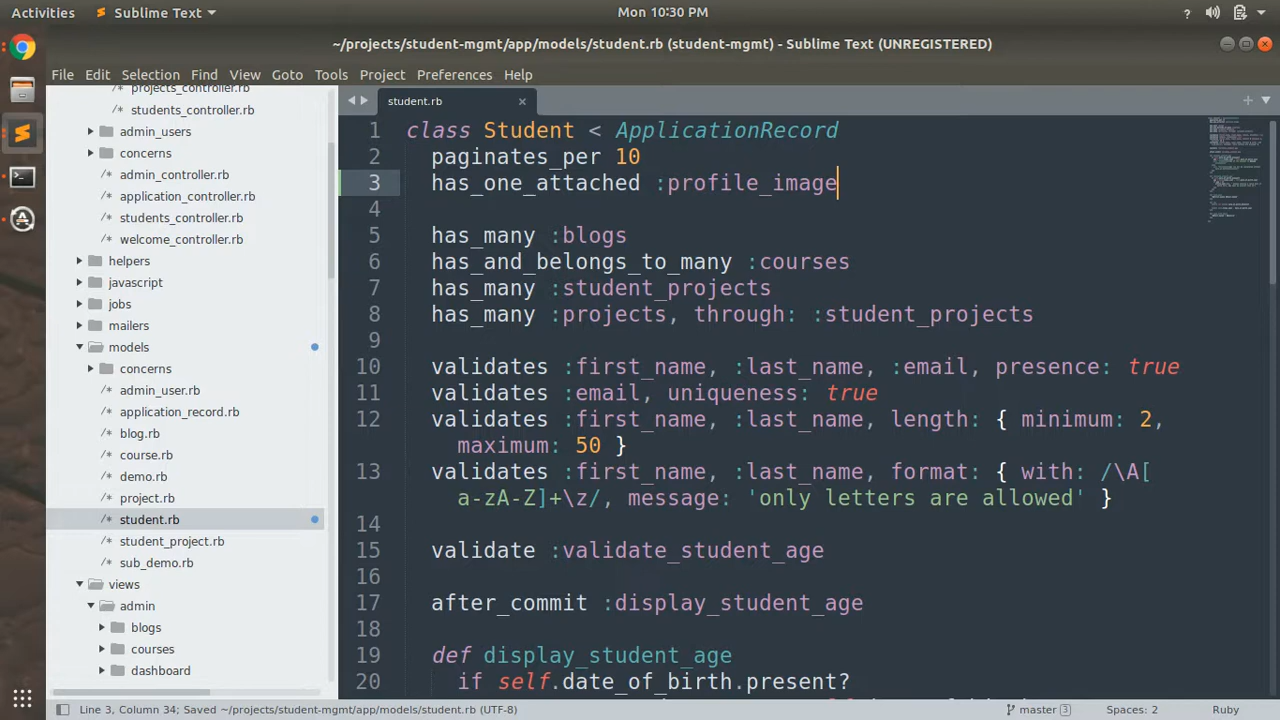 Activities
Sublime Text
Mon 10:30 PM
~/projects/student-mgmt/app/models/student.rb (student-mgmt) - Sublime Text (UNREGISTERED)
File Edit Selection Find View Goto Tools Project Preferences Help
projects_controller.rb
students_controller.rb
admin_users
concerns
admin_controller.rb
application_controller.rb
students_controller.rb
welcome_controller.rb
helpers
javascript
jobs
mailers
models
concerns
admin_user.rb
application_record.rb
blog.rb
course.rb
demo.rb
project.rb
student.rb
student_project.rb
sub_demo.rb
views
admin
blogs
courses
dashboard
student.rb
1 class Student < ApplicationRecord
2 paginates_per 10
3 has_one_attached :profile_image
4
5 has_many :blogs
6 has_and_belongs_to_many :courses
7 has_many :student_projects
8 has_many :projects, through: :student_projects
9
10 validates :first_name, :last_name, :email, presence: true
11 validates :email, uniqueness: true
12 validates :first_name, :last_name, length: { minimum: 2,
maximum: 50 }
13 validates :first_name, :last_name, format: { with: /\A[
a-zA-Z]+\z/, message: 'only letters are allowed' }
14
15 validate :validate_student_age
16
17 after_commit :display_student_age
18
19 def display_student_age
20 if self.date_of_birth.present?
Line 3, Column 34; Saved ~/projects/student-mgmt/app/models/student.rb (UTF-8)
master 3
Spaces: 2
Ruby